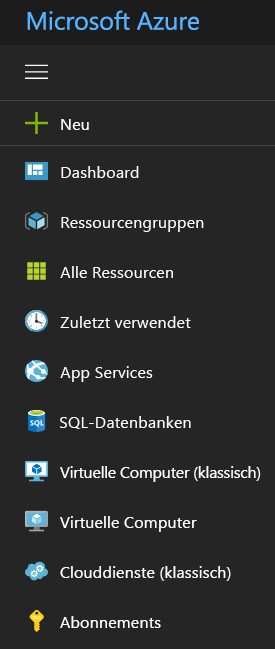 Microsoft Azure
Neu
Dashboard
Ressourcengruppen
Alle Ressourcen
Zuletzt verwendet
App Services
SQL
SQL-Datenbanken
Virtuelle Computer (klassisch)
Virtuelle Computer
Clouddienste (klassisch)
Abonnements